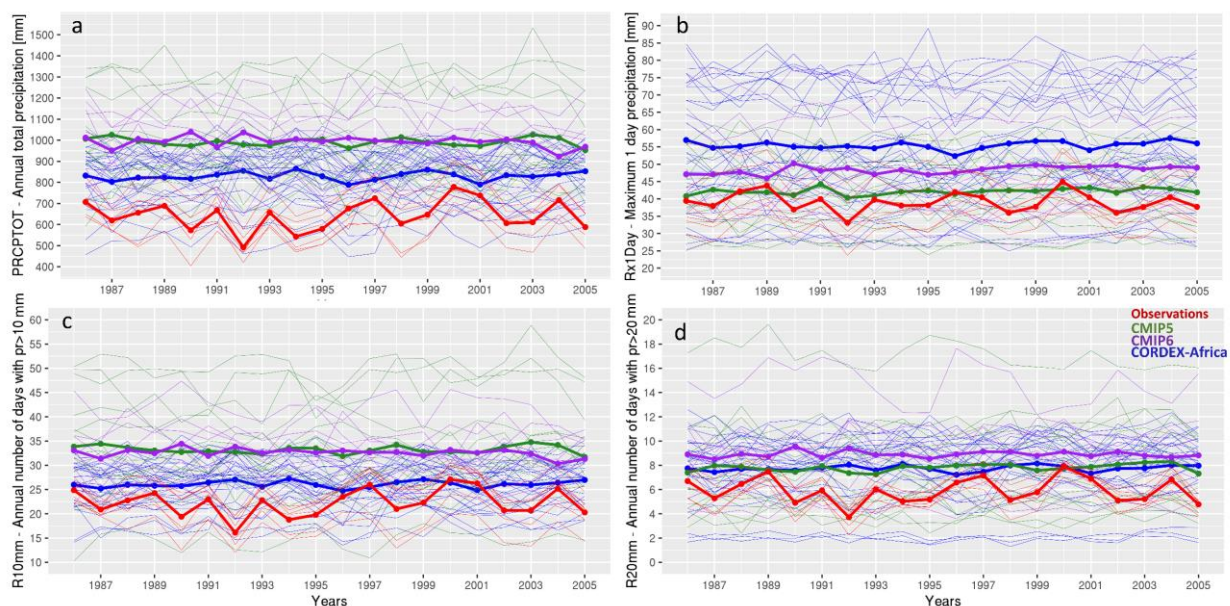 a
PRCPTOT - Annual total precipitation [mm]
1500
1400
1300
1200
1100
1000
900
800
700
600
500
400
1987 1989 1991 1993 1995 1997 1999 2001 2003 2005
b
Rx1Day - Maximum 1 day precipitation [mm]
90
85
80
75
70
65
60
55
50
45
40
35
30
25
20
1987 1989 1991 1993 1995 1997 1999 2001 2003 2005
c
R10mm - Annual number of days with pr>10 mm
60
55
50
45
40
35
30
25
20
15
10
1987 1989 1991 1993 1995 1997 1999 2001 2003 2005
Years
d
R20mm - Annual number of days with pr>20 mm
Observations
CMIP5
CMIP6
CORDEX-Africa
20
18
16
14
12
10
8
6
4
2
0
1987 1989 1991 1993 1995 1997 1999 2001 2003 2005
Years